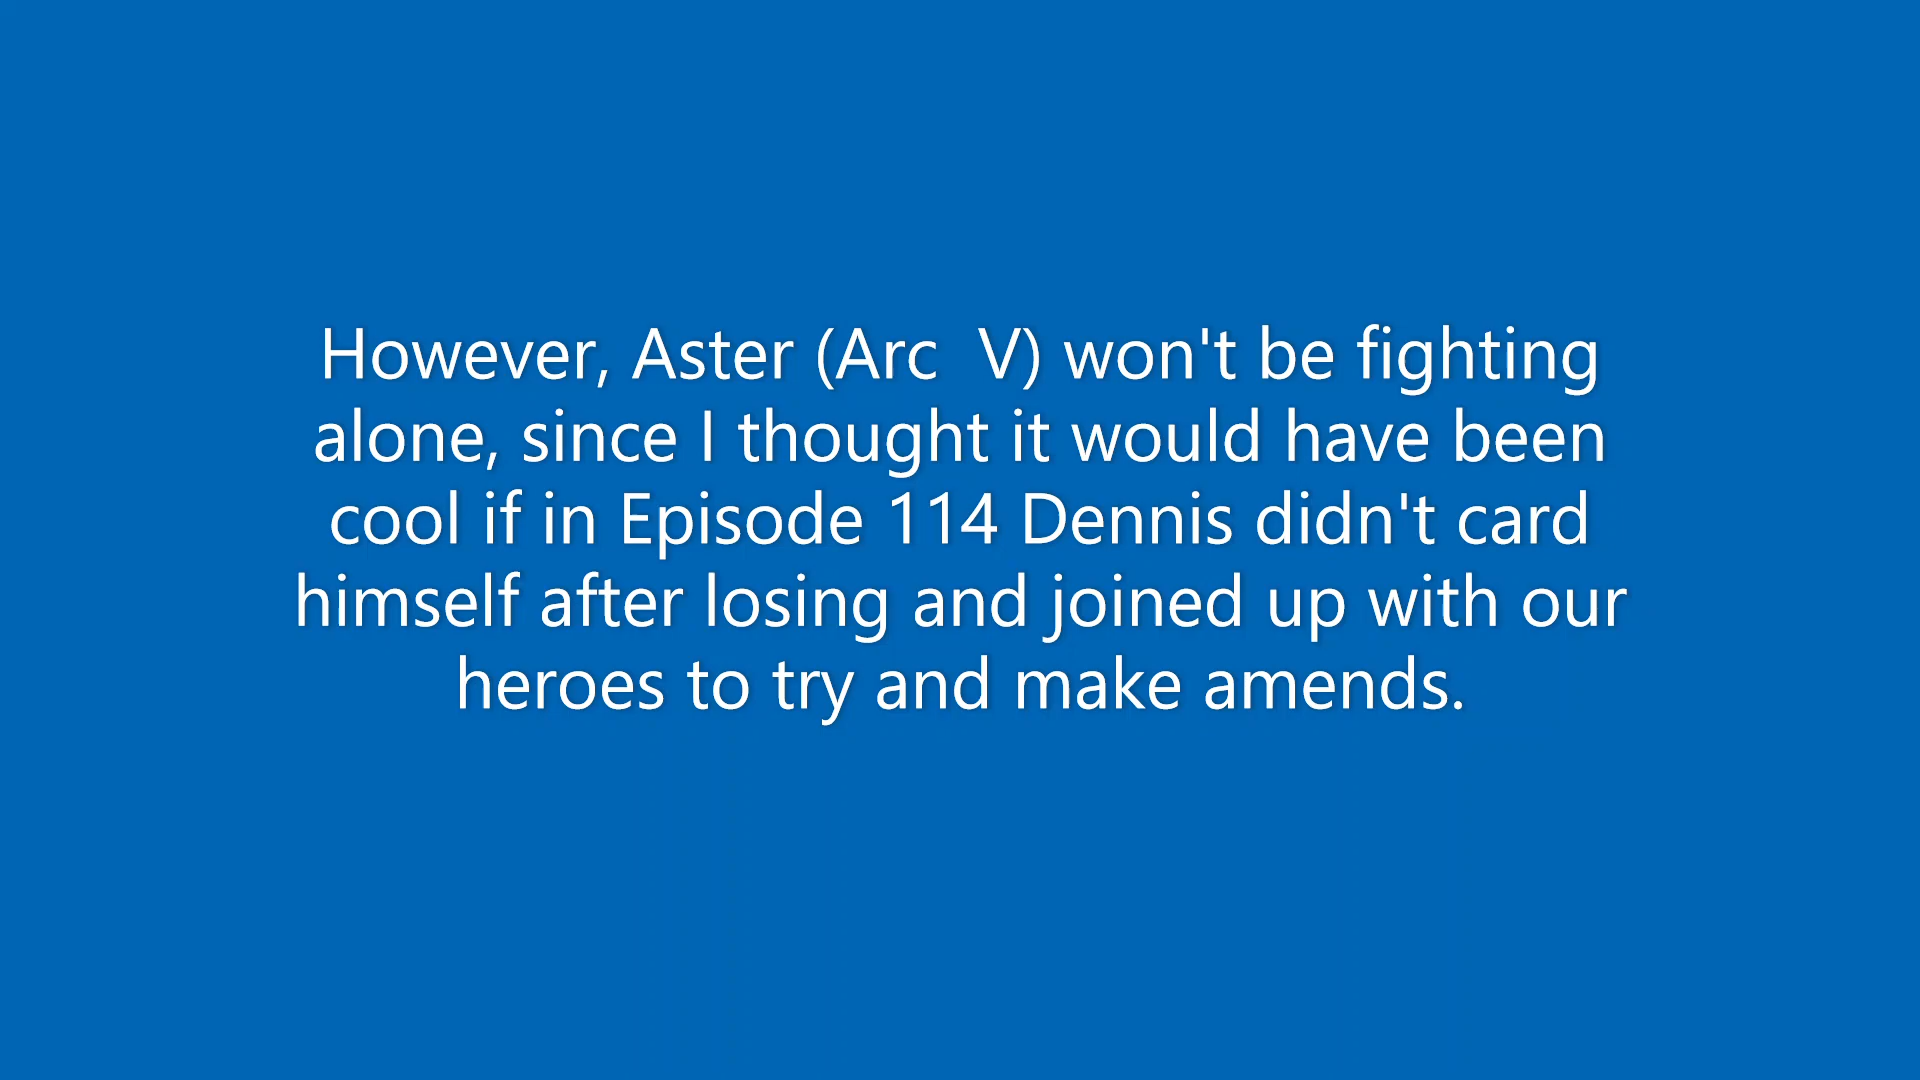 However, Aster (Arc  V) won't be fighting
alone, since I thought it would have been
cool if in Episode 114 Dennis didn't card
himself after losing and joined up with our
heroes to try and make amends.